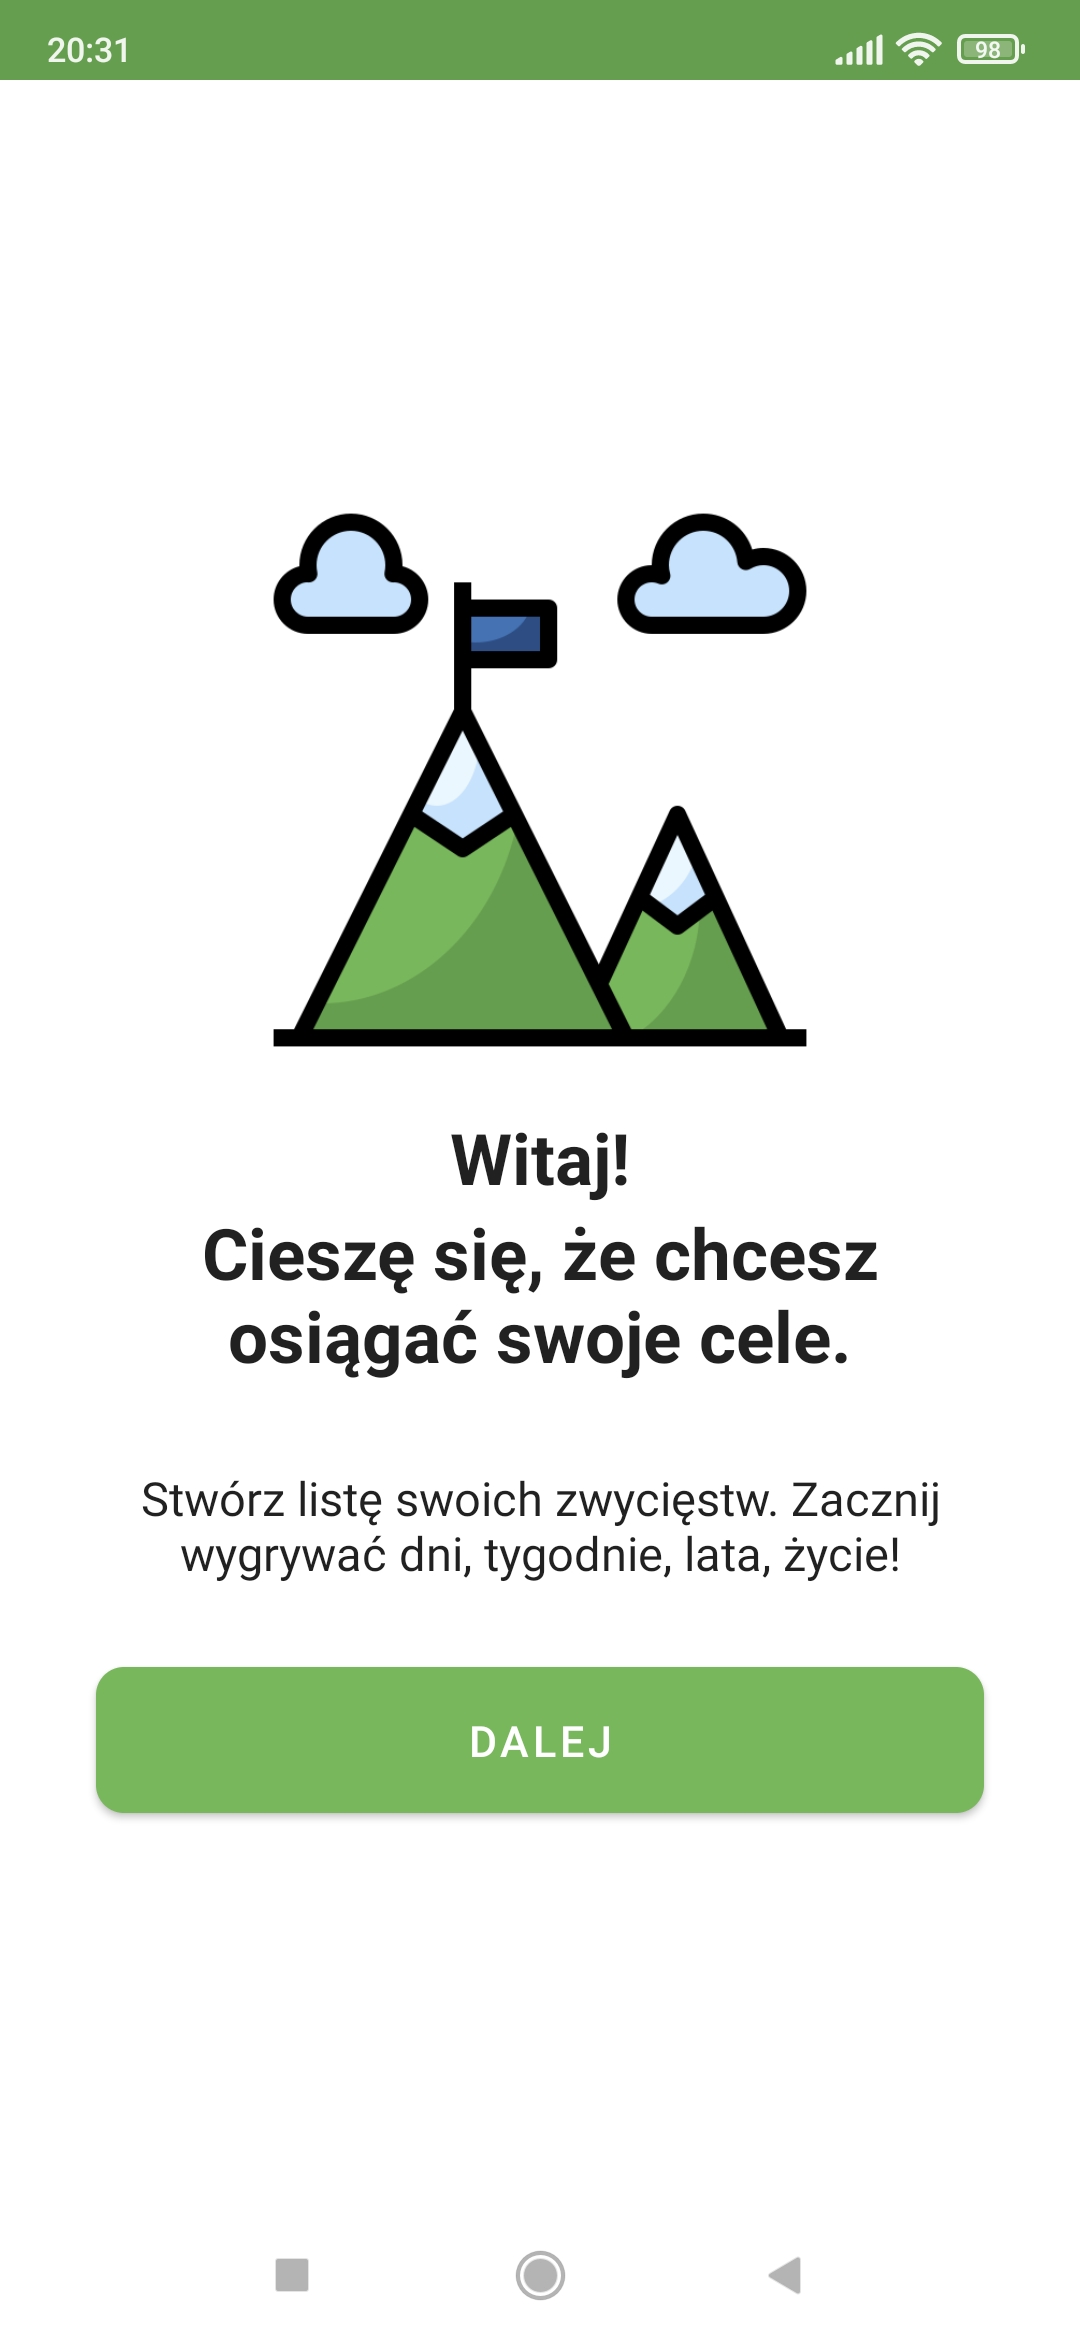 20:31
98
Witaj!
Cieszę się, że chcesz
osiągać swoje cele.
Stwórz listę swoich zwycięstw. Zacznij
wygrywać dni, tygodnie, lata, życie!
DALEJ